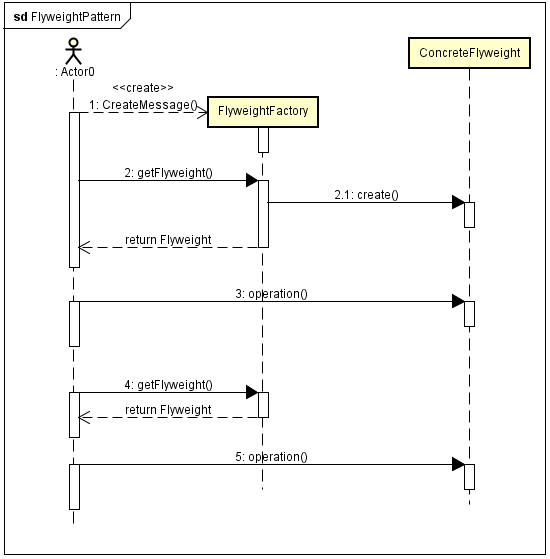 sd FlyweightPattern
: Actor0
ConcreteFlyweight
<<create>>
1: CreateMessage()
FlyweightFactory
2: getFlyweight()
2.1: create()
return Flyweight
3: operation()
4: getFlyweight()
return Flyweight
5: operation()